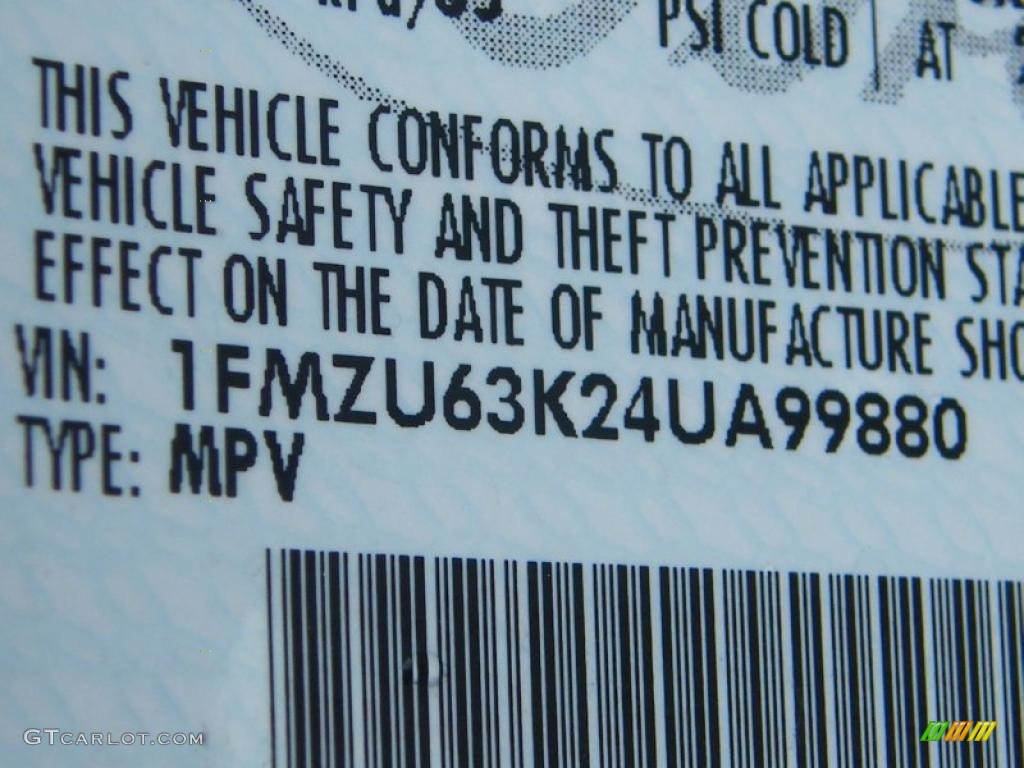 PSI COLD AT
THIS VEHICLE CONFORMS TO ALL APPLICABLE
VEHICLE SAFETY AND THEFT PREVENTION STA
EFFECT ON THE DATE OF MANUFACTURE SHO
VIN: 1FMZU63K24UA99880
TYPE: MPV
GTCARLOT.COM